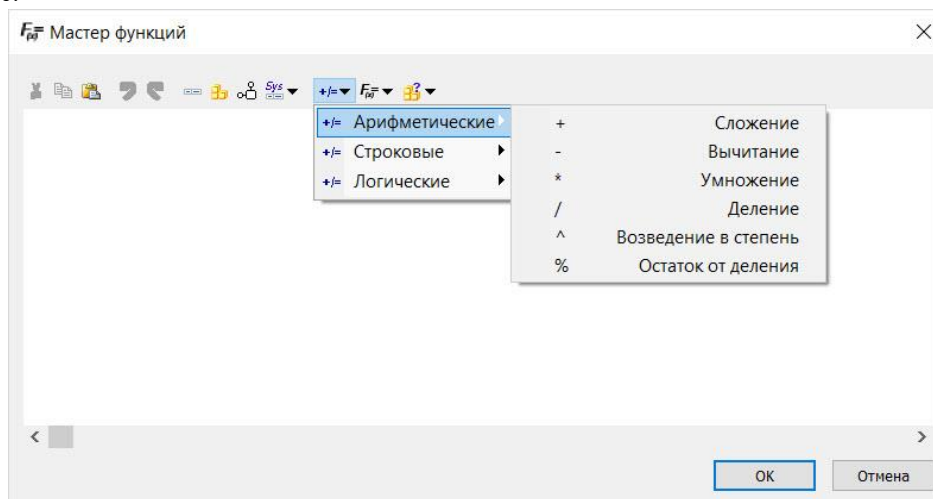 F(x)= Мастер функций
Sys +/= F(x)=
+/= Арифметические
+/= Строковые
+/= Логические
+ Сложение
- Вычитание
* Умножение
/ Деление
^ Возведение в степень
% Остаток от деления
OK Отмена